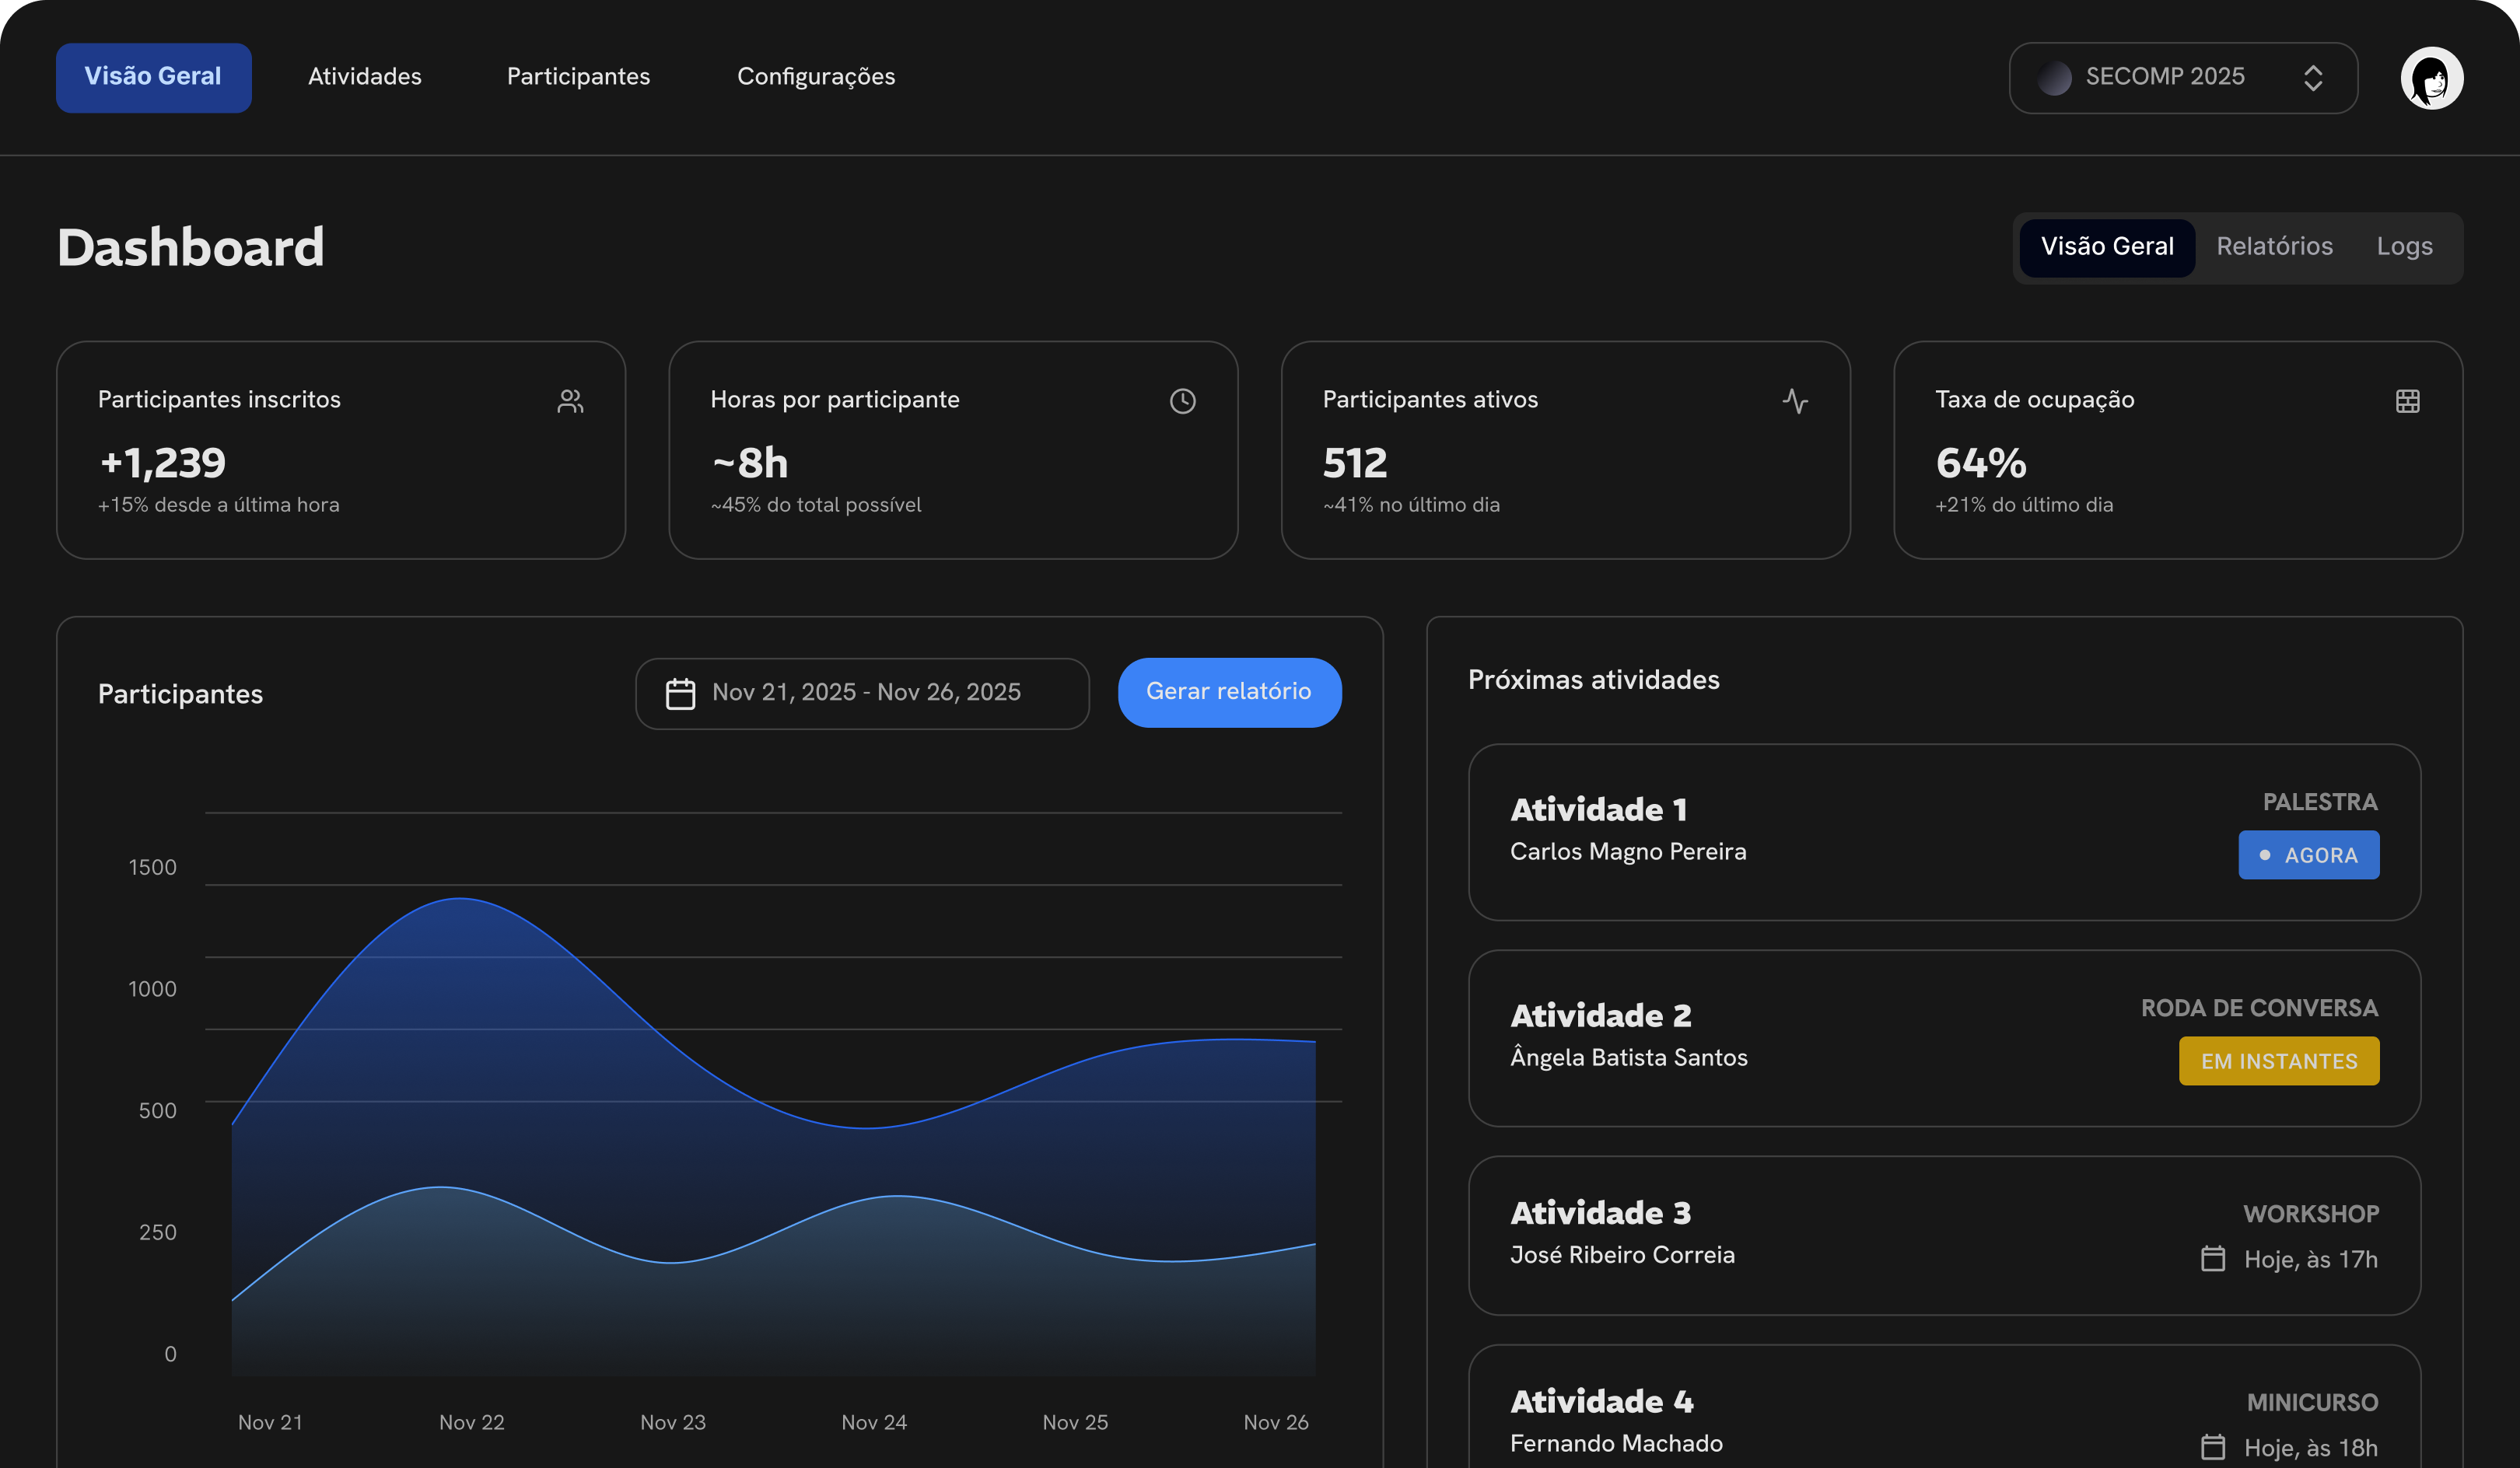 Visão Geral
Atividades
Participantes
Configurações
SECOMP 2025
Dashboard
Visão Geral
Relatórios
Logs
Participantes inscritos
+1,239
+15% desde a última hora
Horas por participante
~8h
~45% do total possível
Participantes ativos
512
~41% no último dia
Taxa de ocupação
64%
+21% do último dia
Participantes
Nov 21, 2025 - Nov 26, 2025
Gerar relatório
1500
1000
500
250
0
Nov 21
Nov 22
Nov 23
Nov 24
Nov 25
Nov 26
Próximas atividades
Atividade 1
Carlos Magno Pereira
PALESTRA
AGORA
Atividade 2
Ângela Batista Santos
RODA DE CONVERSA
EM INSTANTES
Atividade 3
José Ribeiro Correia
WORKSHOP
Hoje, às 17h
Atividade 4
Fernando Machado
MINICURSO
Hoje, às 18h